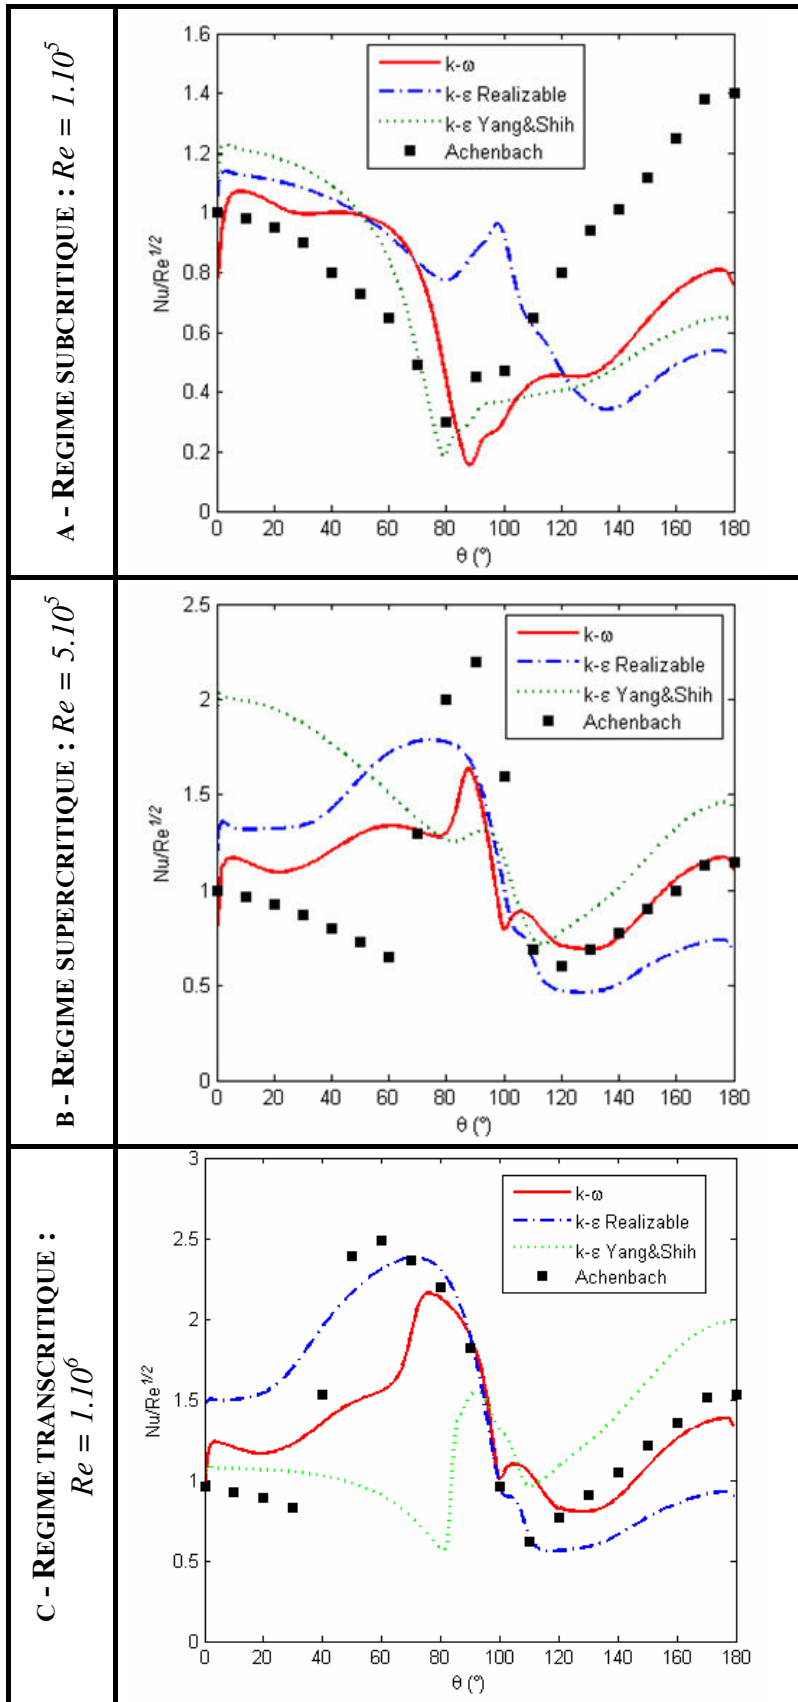 A - REGIME SUBCRITIQUE : Re = 1.10^5
1.6
1.4
1.2
1
0.8
0.6
0.4
0.2
0
Nu/Re^1/2
k-ω
k-ε Realizable
k-ε Yang&Shih
Achenbach
0 20 40 60 80 100 120 140 160 180
θ (°)
B - REGIME SUPERCRITIQUE : Re = 5.10^5
2.5
2
1.5
1
0.5
0
Nu/Re^1/2
k-ω
k-ε Realizable
k-ε Yang&Shih
Achenbach
0 20 40 60 80 100 120 140 160 180
θ (°)
C - REGIME TRANSCRITIQUE :
Re = 1.10^6
3
2.5
2
1.5
1
0.5
0
Nu/Re^1/2
k-ω
k-ε Realizable
k-ε Yang&Shih
Achenbach
0 20 40 60 80 100 120 140 160 180
θ (°)